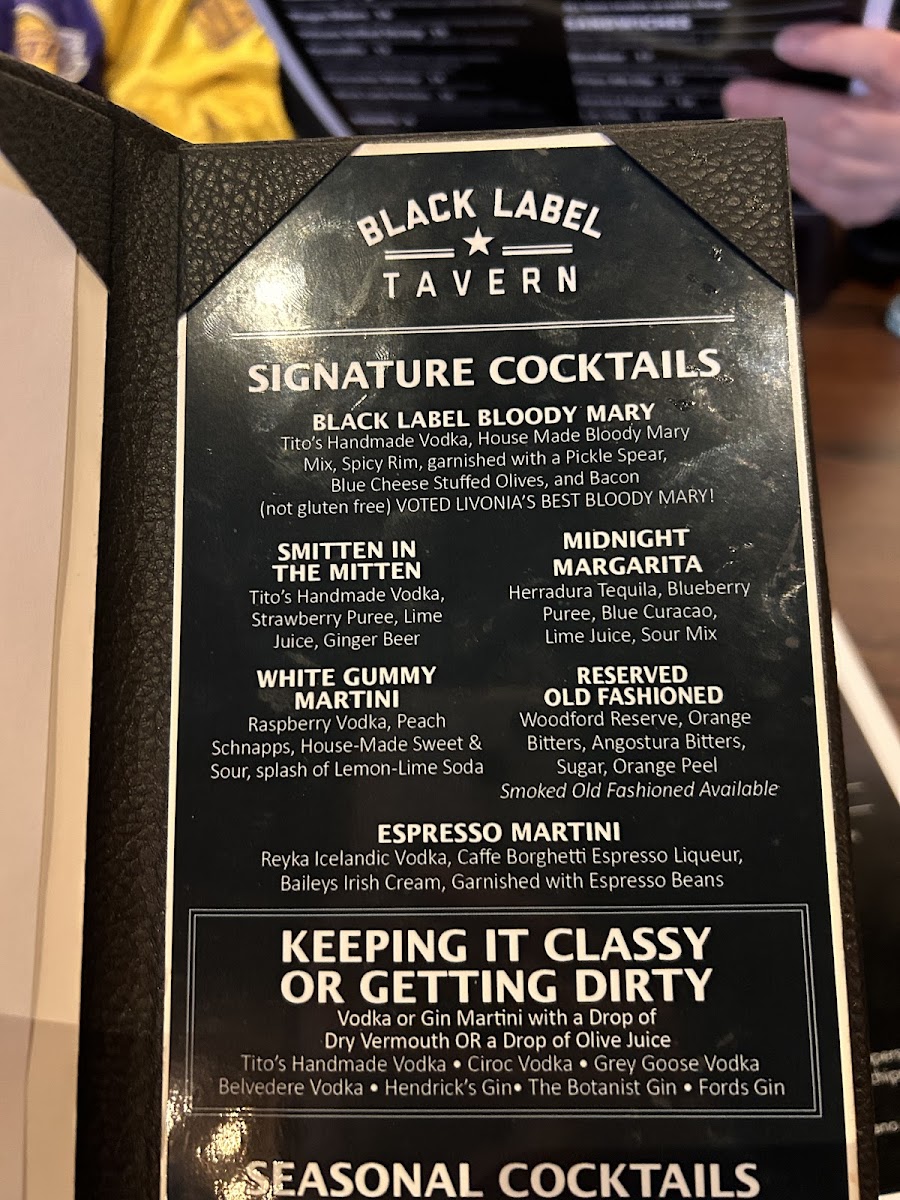 SANDWICHES
BLACK LABEL
TAVERN
SIGNATURE COCKTAILS
BLACK LABEL BLOODY MARY
Tito's Handmade Vodka, House Made Bloody Mary
Mix, Spicy Rim, garnished with a Pickle Spear,
Blue Cheese Stuffed Olives, and Bacon
(not gluten free) VOTED LIVONIA'S BEST BLOODY MARY!
SMITTEN IN
THE MITTEN
Tito's Handmade Vodka,
Strawberry Puree, Lime
Juice, Ginger Beer
MIDNIGHT
MARGARITA
Herradura Tequila, Blueberry
Puree, Blue Curacao,
Lime Juice, Sour Mix
WHITE GUMMY
MARTINI
Raspberry Vodka, Peach
Schnapps, House-Made Sweet &
Sour, splash of Lemon-Lime Soda
RESERVED
OLD FASHIONED
Woodford Reserve, Orange
Bitters, Angostura Bitters,
Sugar, Orange Peel
Smoked Old Fashioned Available
ESPRESSO MARTINI
Reyka Icelandic Vodka, Caffe Borghetti Espresso Liqueur,
Baileys Irish Cream, Garnished with Espresso Beans
KEEPING IT CLASSY
OR GETTING DIRTY
Vodka or Gin Martini with a Drop of
Dry Vermouth OR a Drop of Olive Juice
Tito's Handmade Vodka • Ciroc Vodka • Grey Goose Vodka
Belvedere Vodka • Hendrick's Gin• The Botanist Gin • Fords Gin
SEASONAL COCKTAILS